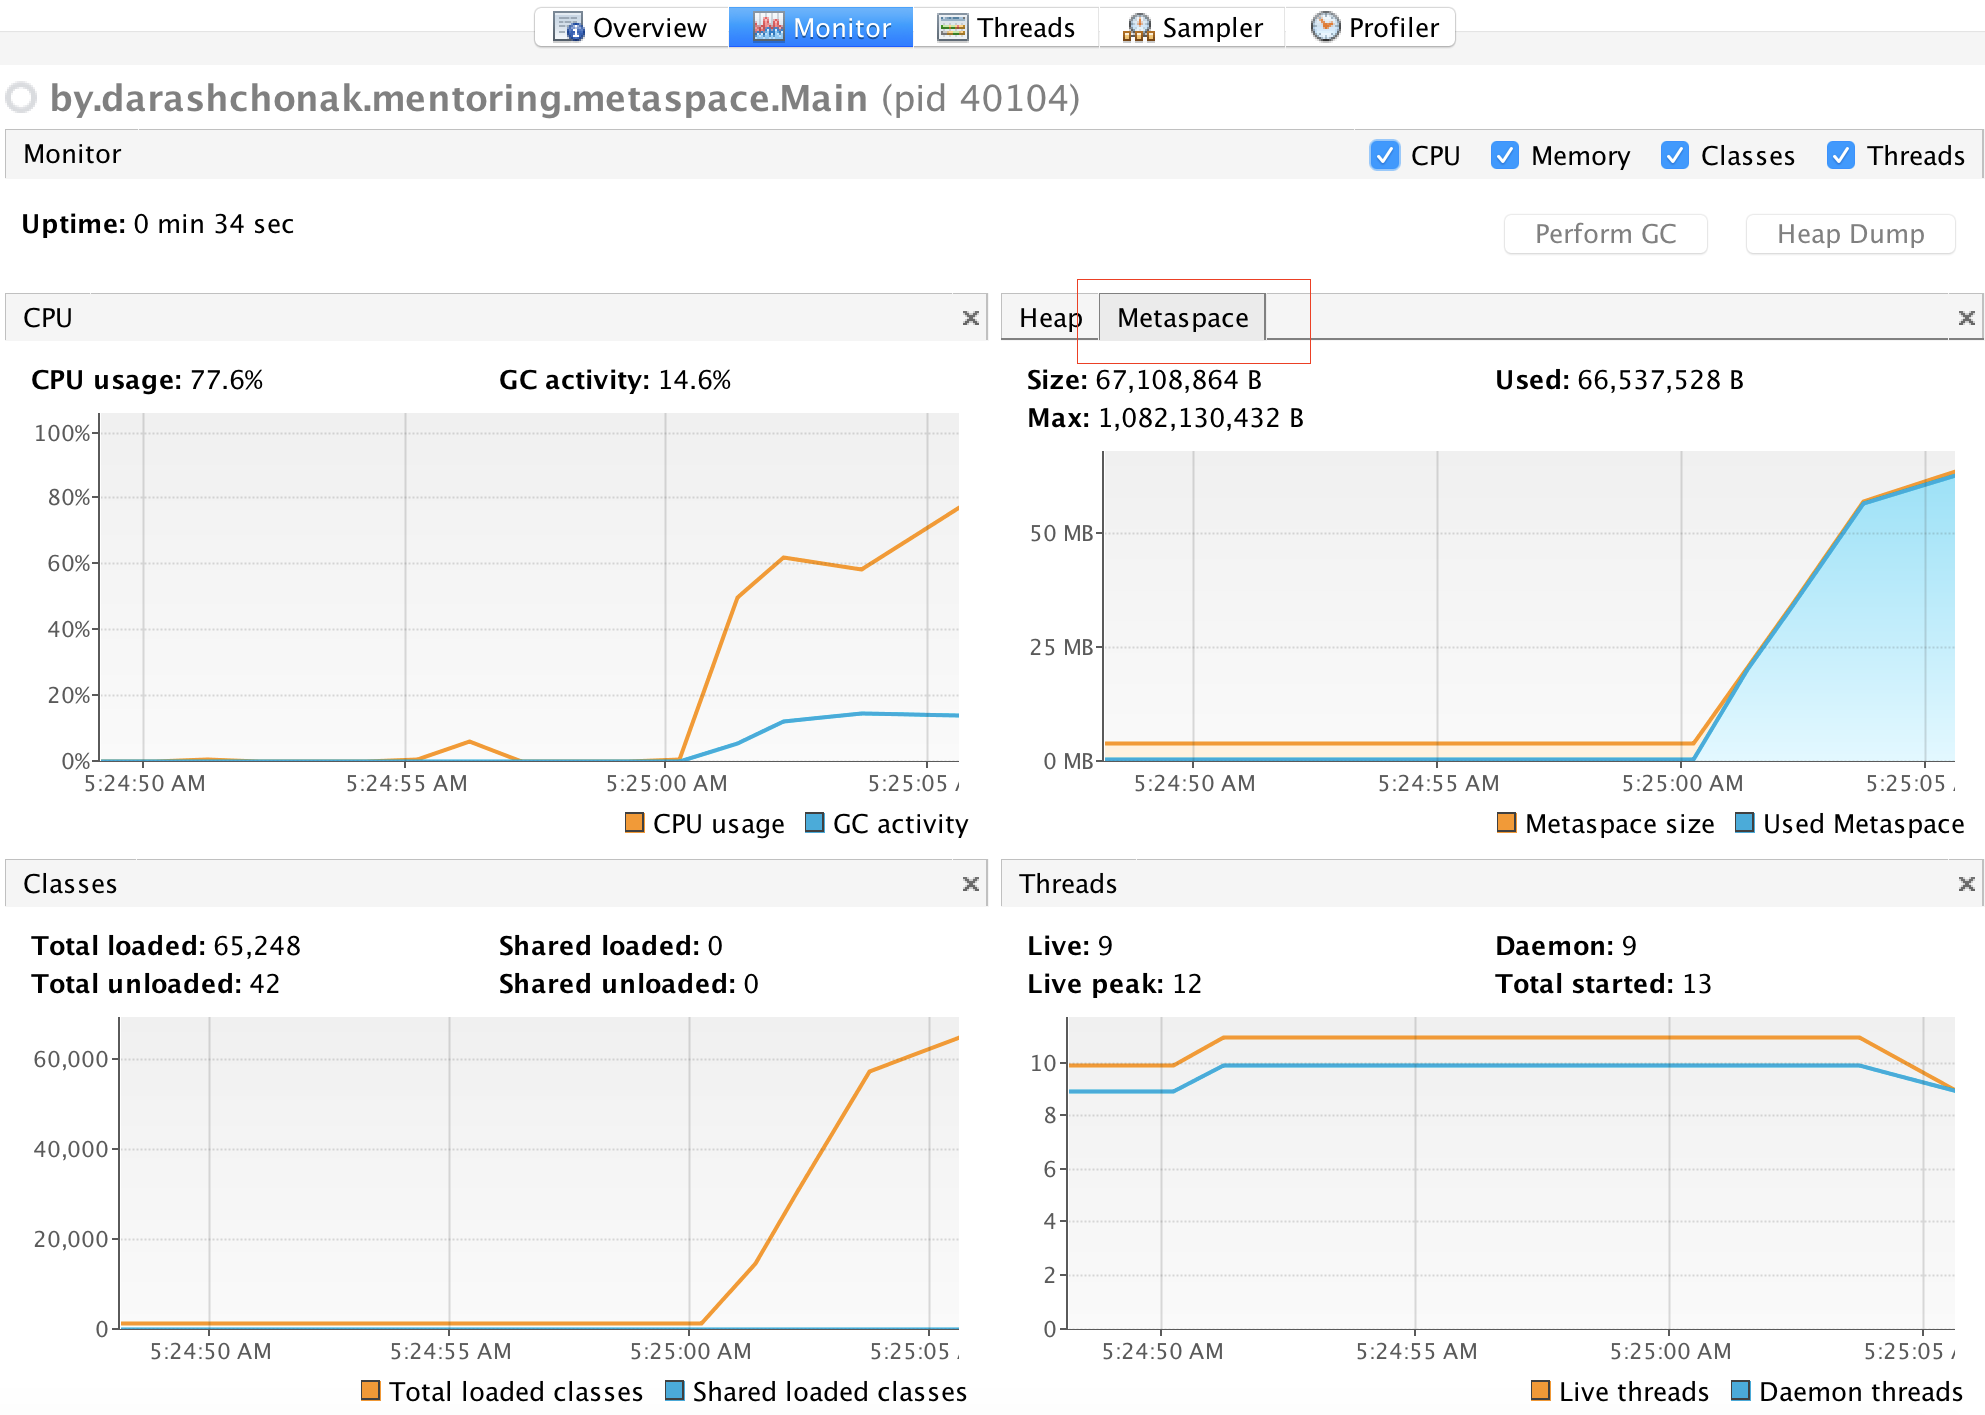 Overview Monitor Threads Sampler Profiler
by.darashchonak.mentoring.metaspace.Main (pid 40104)
Monitor CPU Memory Classes Threads
Uptime: 0 min 34 sec
Perform GC Heap Dump
CPU
CPU usage: 77.6% GC activity: 14.6%
100%
80%
60%
40%
20%
0%
5:24:50 AM 5:24:55 AM 5:25:00 AM 5:25:05 A
CPU usage GC activity
Heap Metaspace
Size: 67,108,864 B Used: 66,537,528 B
Max: 1,082,130,432 B
50 MB
25 MB
0 MB
5:24:50 AM 5:24:55 AM 5:25:00 AM 5:25:05
Metaspace size Used Metaspace
Classes
Total loaded: 65,248 Shared loaded: 0
Total unloaded: 42 Shared unloaded: 0
60,000
40,000
20,000
0
5:24:50 AM 5:24:55 AM 5:25:00 AM 5:25:05
Total loaded classes Shared loaded classes
Threads
Live: 9 Daemon: 9
Live peak: 12 Total started: 13
10
8
6
4
2
0
5:24:50 AM 5:24:55 AM 5:25:00 AM 5:25:05
Live threads Daemon threads